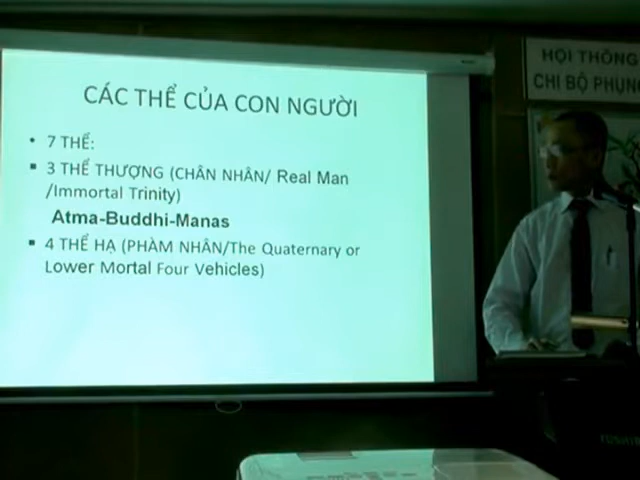 CÁC THỂ CỦA CON NGƯỜI
• 7 THỂ:
▪ 3 THỂ THƯỢNG (CHÂN NHÂN/ Real Man
/Immortal Trinity)
Atma-Buddhi-Manas
▪ 4 THỂ HẠ (PHÀM NHÂN/The Quaternary or
Lower Mortal Four Vehicles)
HỘI THÔNG
CHI BỘ PHỤNG